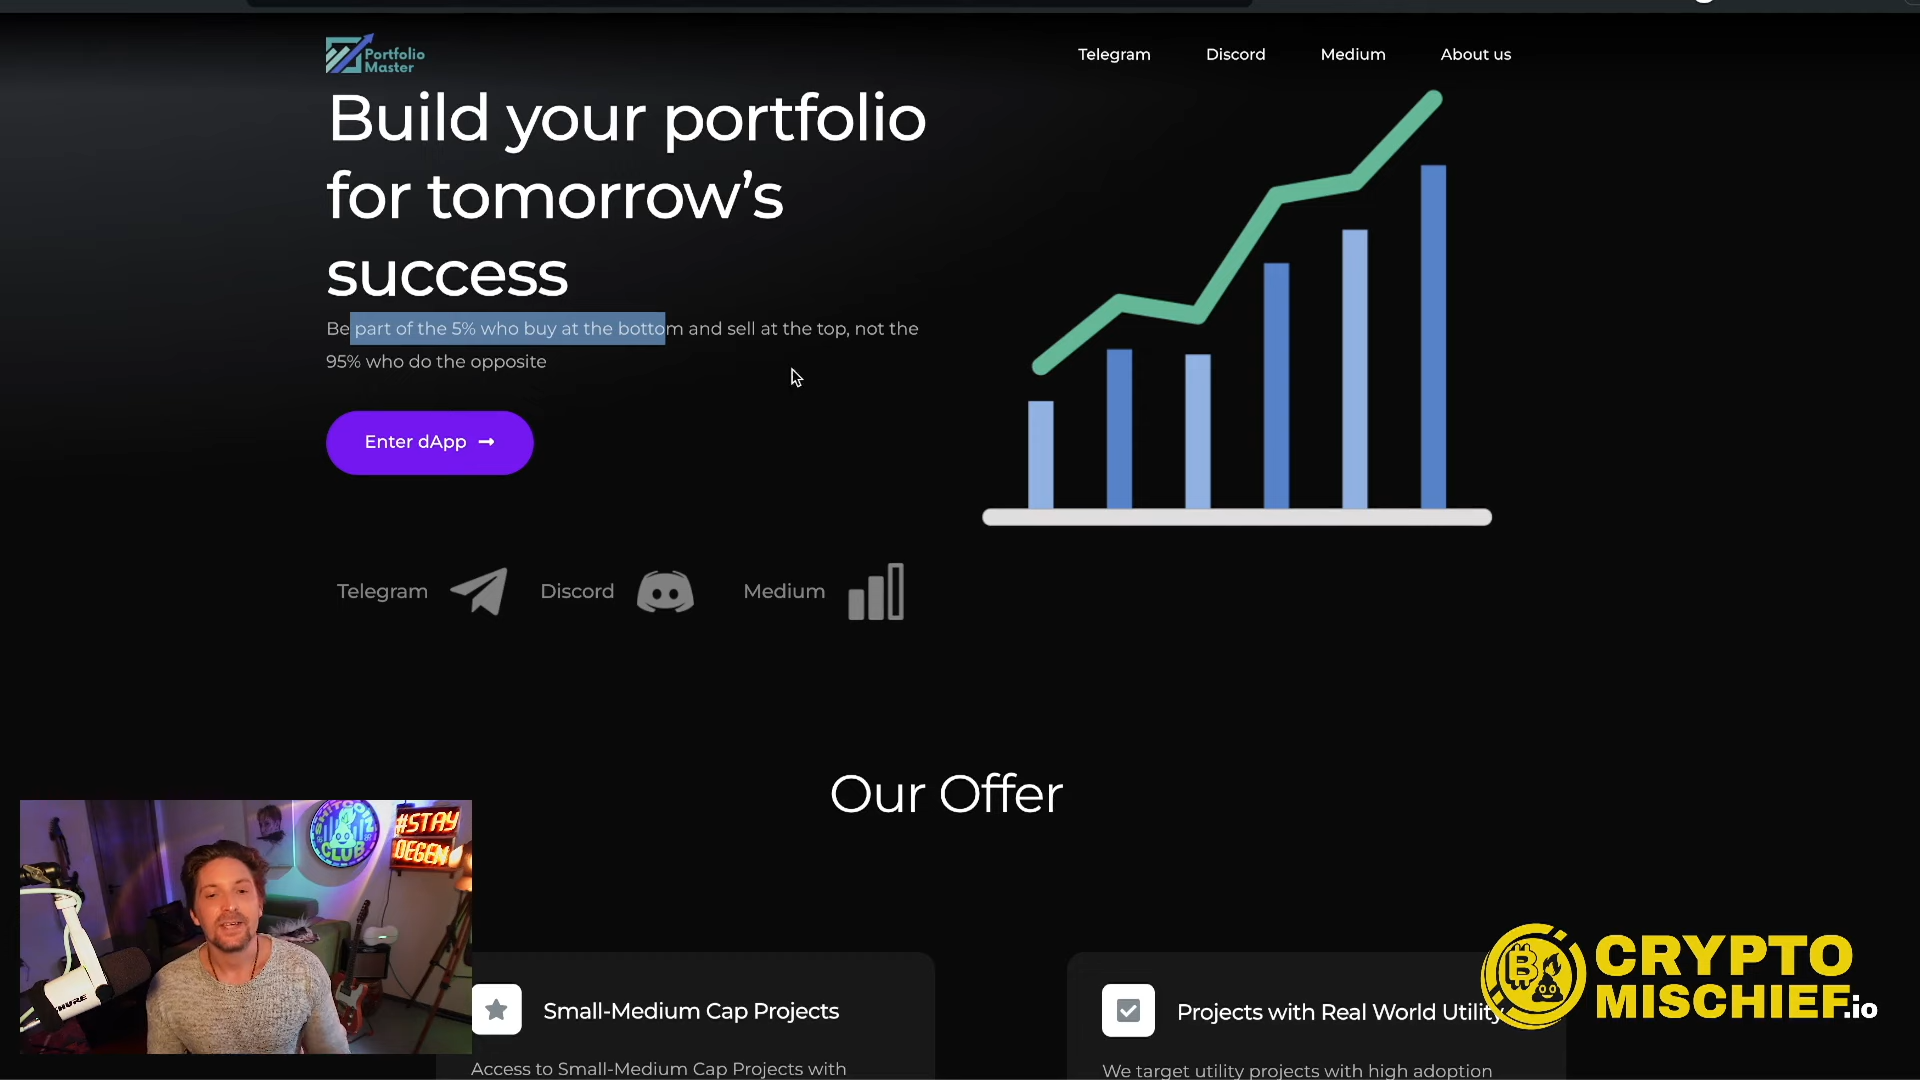 Portfolio
Master
Telegram
Discord
Medium
About us
Build your portfolio
for tomorrow's
success
Be part of the 5% who buy at the bottom and sell at the top, not the
95% who do the opposite
Enter dApp
Telegram
Discord
Medium
Our Offer
SHITCOIN
CLUB
#STAY
DEGEN
SHURE
Small-Medium Cap Projects
Access to Small-Medium Cap Projects with
Projects with Real World Utility
We target utility projects with high adoption
CRYPTO
MISCHIEF.io